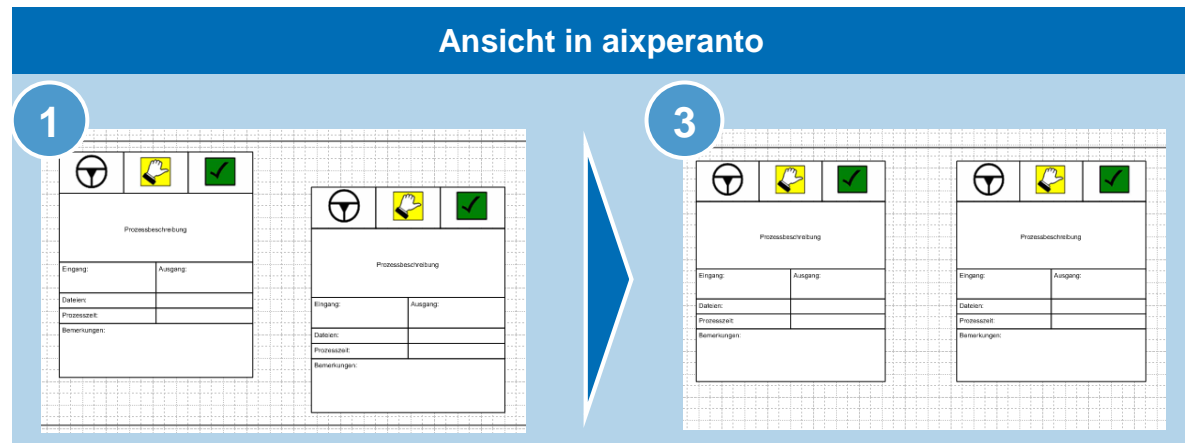 Ansicht in aixperanto
1
Prozessbeschreibung
Eingang: Ausgang:
Dateien:
Prozesszeit:
Bemerkungen:
Prozessbeschreibung
Eingang: Ausgang:
Dateien:
Prozesszeit:
Bemerkungen:
3
Prozessbeschreibung
Eingang: Ausgang:
Dateien:
Prozesszeit:
Bemerkungen:
Prozessbeschreibung
Eingang: Ausgang:
Dateien:
Prozesszeit:
Bemerkungen: